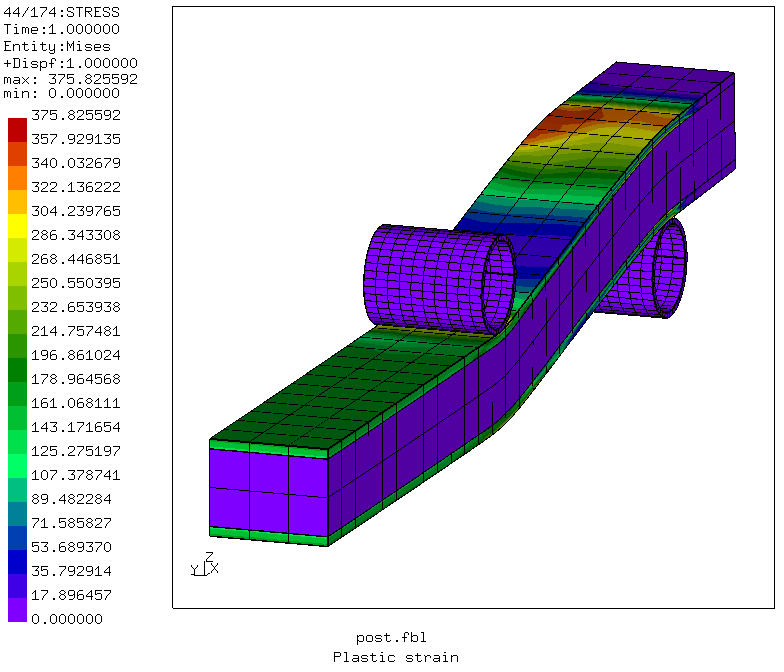 44/174:STRESS
Time:1.000000
Entity:Mises
+Dispf:1.000000
max: 375.825592
min: 0.000000
375.825592
357.929135
340.032679
322.136222
304.239765
286.343308
268.446851
250.550395
232.653938
214.757481
196.861024
178.964568
161.068111
143.171654
125.275197
107.378741
89.482284
71.585827
53.689370
35.792914
17.896457
0.000000
Z
Y X
post.fbl
Plastic strain